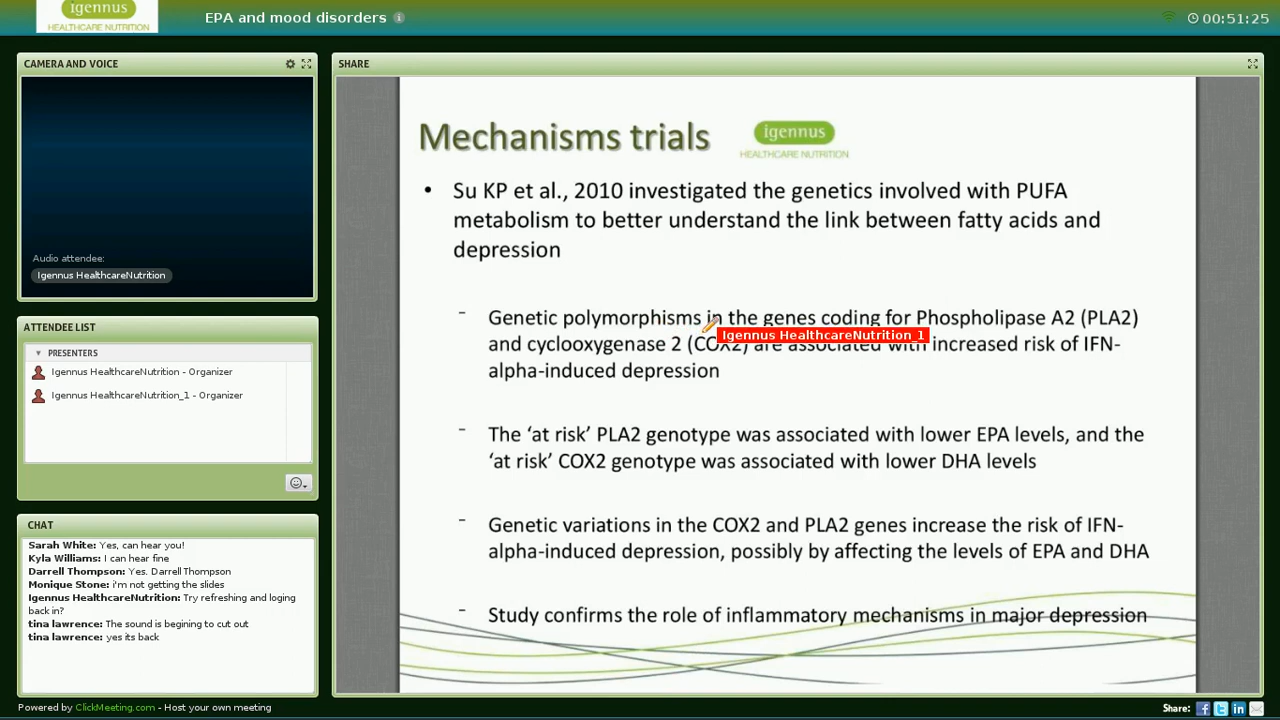 igennus
HEALTHCARE NUTRITION
EPA and mood disorders
00:51:25
CAMERA AND VOICE
Audio attendee:
Igennus HealthcareNutrition
ATTENDEE LIST
PRESENTERS
Igennus HealthcareNutrition - Organizer
Igennus HealthcareNutrition_1 - Organizer
CHAT
Sarah White: Yes, can hear you!
Kyla Williams: I can hear fine
Darrell Thompson: Yes. Darrell Thompson
Monique Stone: i'm not getting the slides
Igennus HealthcareNutrition: Try refreshing and loging
back in?
tina lawrence: The sound is begining to cut out
tina lawrence: yes its back
SHARE
Mechanisms trials
igennus
HEALTHCARE NUTRITION
• Su KP et al., 2010 investigated the genetics involved with PUFA
metabolism to better understand the link between fatty acids and
depression
- Genetic polymorphisms in the genes coding for Phospholipase A2 (PLA2)
Igennus HealthcareNutrition_1
and cyclooxygenase 2 (COX2) are associated with increased risk of IFN-
alpha-induced depression
- The ‘at risk’ PLA2 genotype was associated with lower EPA levels, and the
‘at risk’ COX2 genotype was associated with lower DHA levels
- Genetic variations in the COX2 and PLA2 genes increase the risk of IFN-
alpha-induced depression, possibly by affecting the levels of EPA and DHA
- Study confirms the role of inflammatory mechanisms in major depression
Powered by ClickMeeting.com - Host your own meeting
Share: